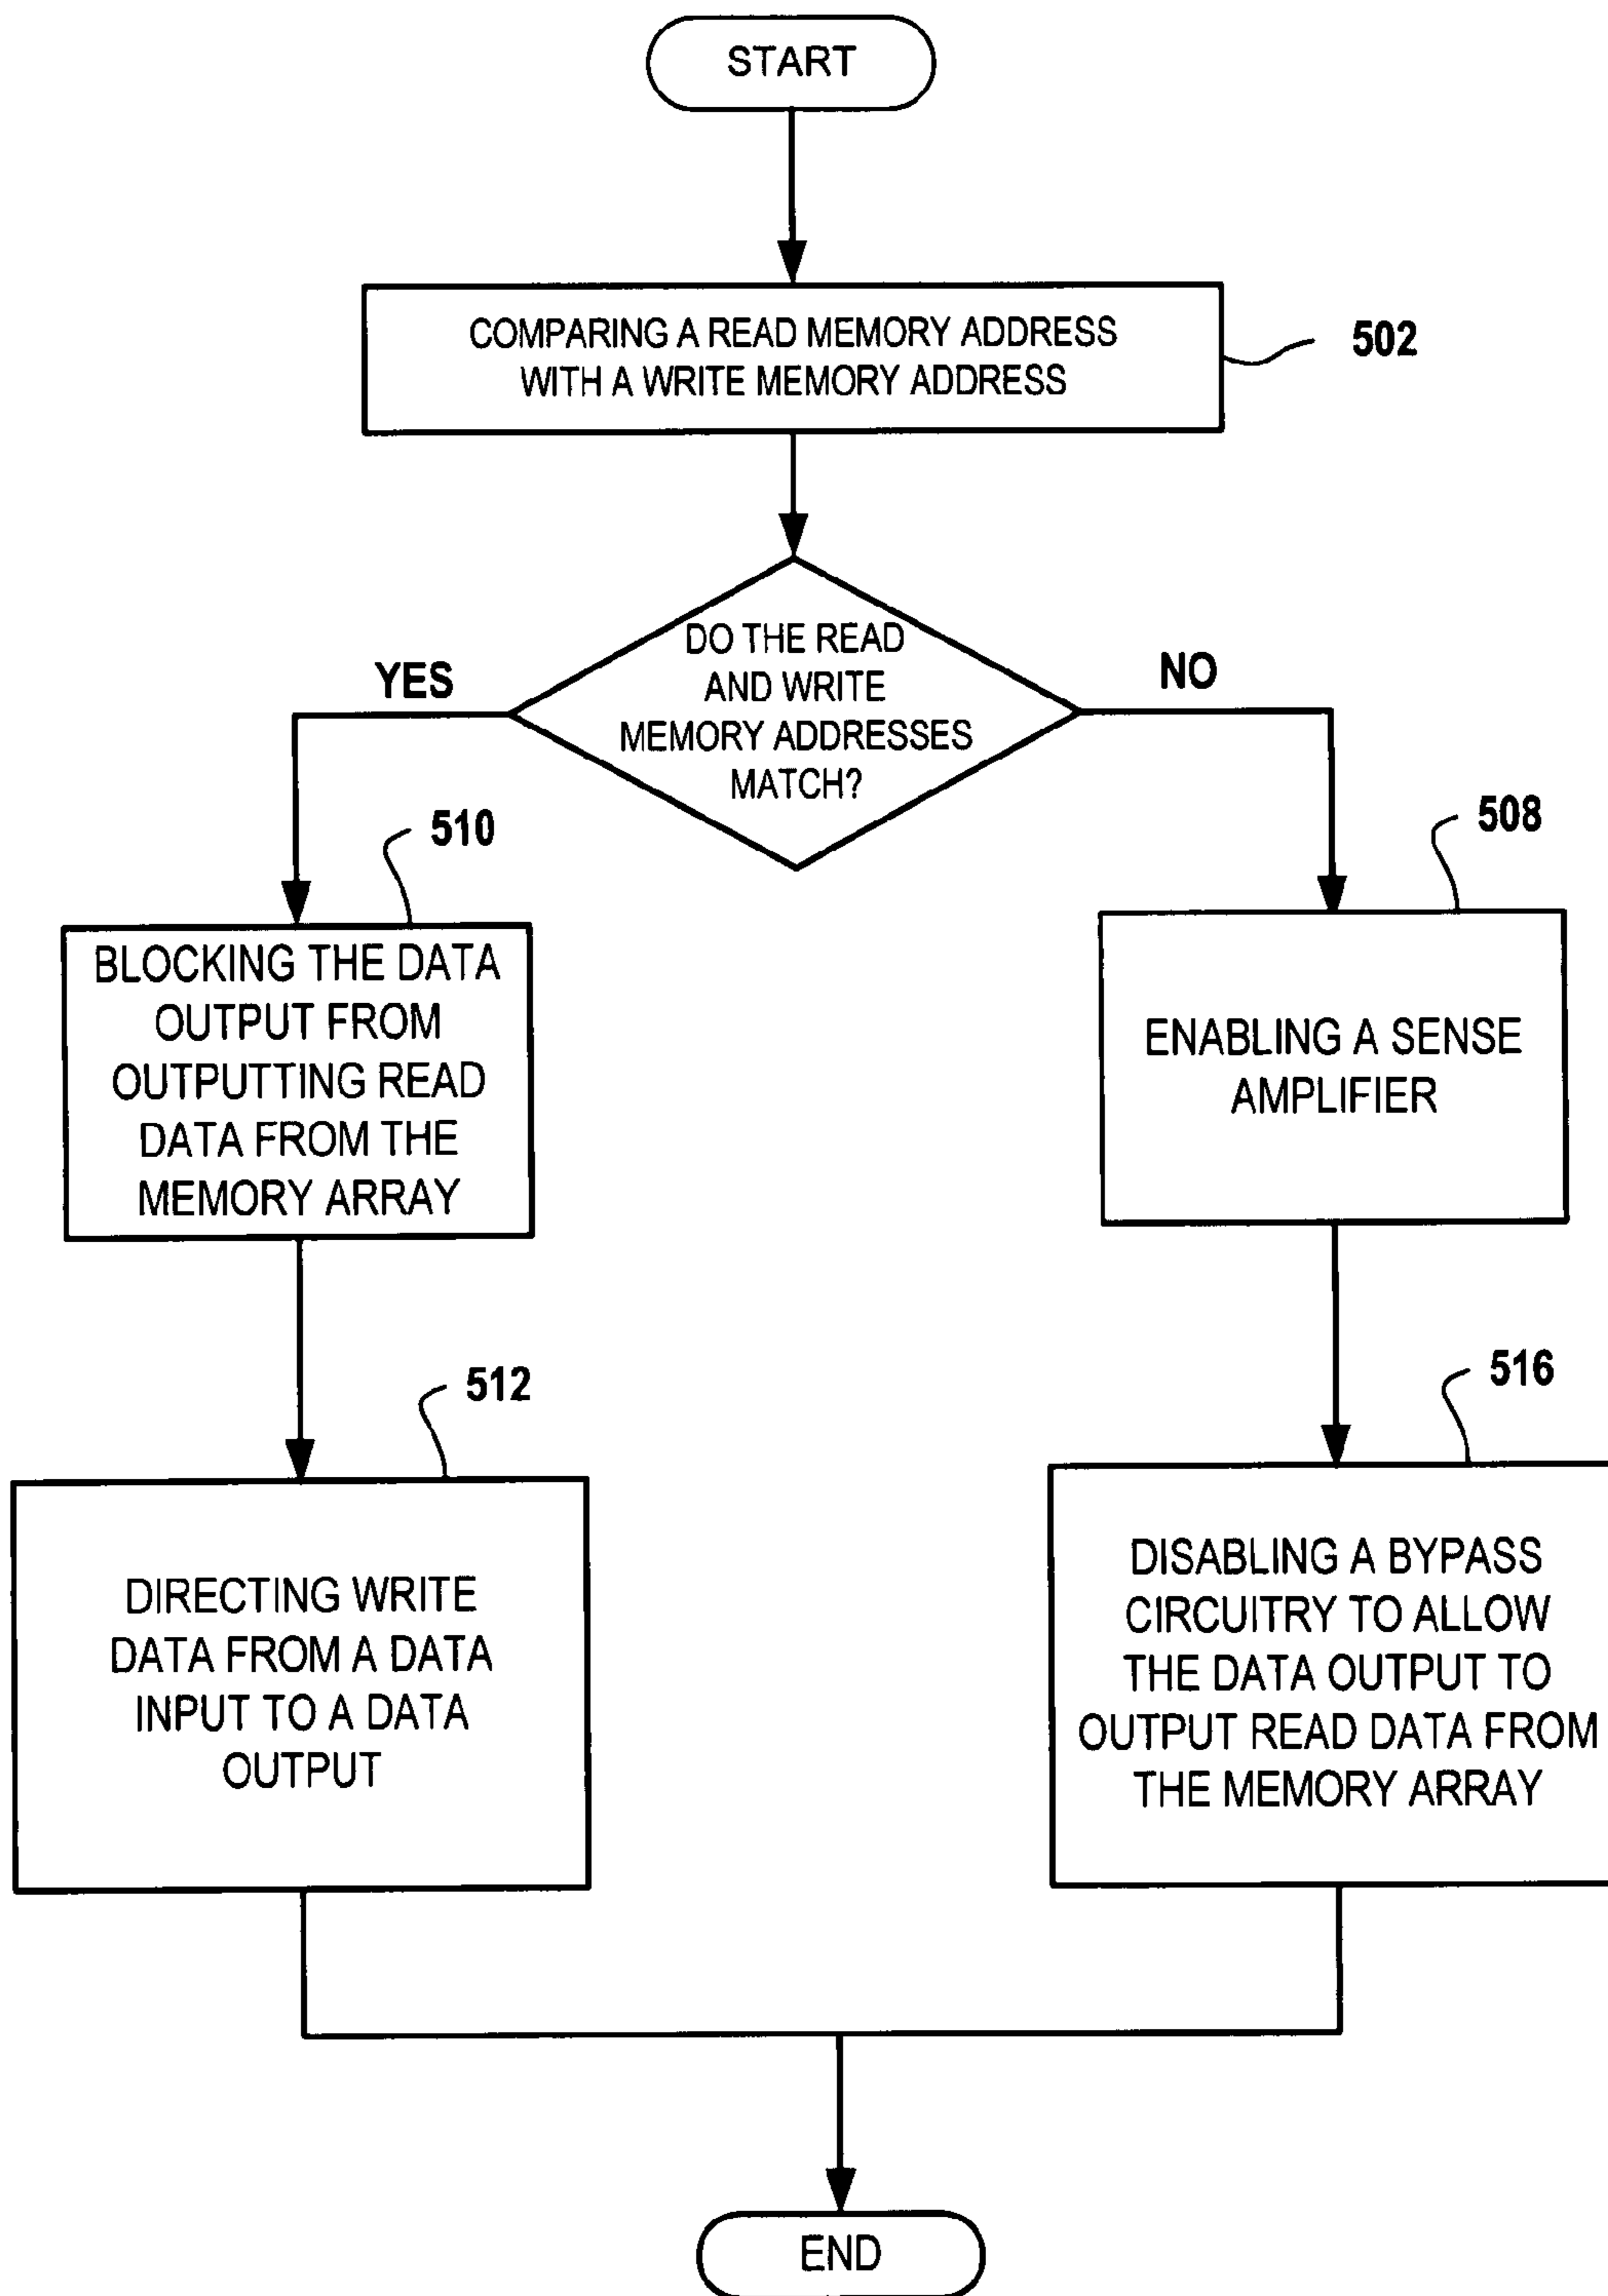 START
COMPARING A READ MEMORY ADDRESS
WITH A WRITE MEMORY ADDRESS
502
DO THE READ
AND WRITE
MEMORY ADDRESSES
MATCH?
YES
NO
510
BLOCKING THE DATA
OUTPUT FROM
OUTPUTTING READ
DATA FROM THE
MEMORY ARRAY
508
ENABLING A SENSE
AMPLIFIER
512
DIRECTING WRITE
DATA FROM A DATA
INPUT TO A DATA
OUTPUT
516
DISABLING A BYPASS
CIRCUITRY TO ALLOW
THE DATA OUTPUT TO
OUTPUT READ DATA FROM
THE MEMORY ARRAY
END